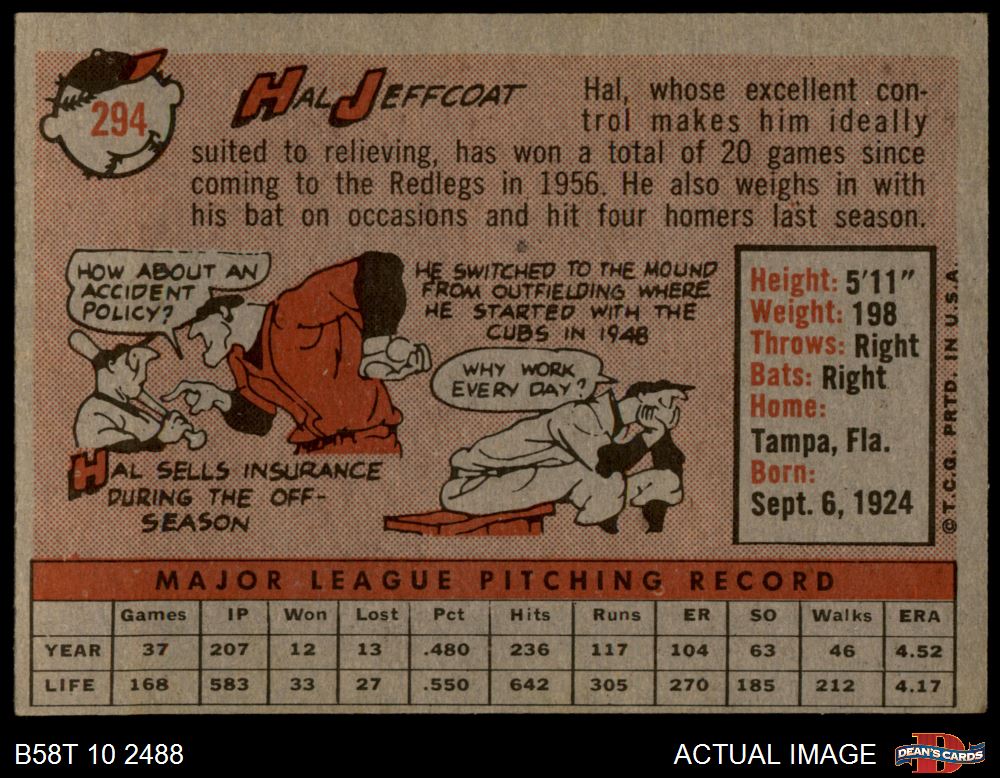 294
HAL JEFFCOAT
Hal, whose excellent con-
trol makes him ideally
suited to relieving, has won a total of 20 games since
coming to the Redlegs in 1956. He also weighs in with
his bat on occasions and hit four homers last season.
HOW ABOUT AN
ACCIDENT
POLICY?
HAL SELLS INSURANCE
DURING THE OFF-
SEASON
HE SWITCHED TO THE MOUND
FROM OUTFIELDING WHERE
HE STARTED WITH THE
CUBS IN 1948
WHY WORK
EVERY DAY?
Height: 5'11"
Weight: 198
Throws: Right
Bats: Right
Home:
Tampa, Fla.
Born:
Sept. 6, 1924
©T.C.G. PRTD. IN U.S.A.
MAJOR LEAGUE PITCHING RECORD
Games IP Won Lost Pct Hits Runs ER SO Walks ERA
YEAR 37 207 12 13 .480 236 117 104 63 46 4.52
LIFE 168 583 33 27 .550 642 305 270 185 212 4.17
B58T 10 2488
ACTUAL IMAGE
D
DEAN'S CARDS